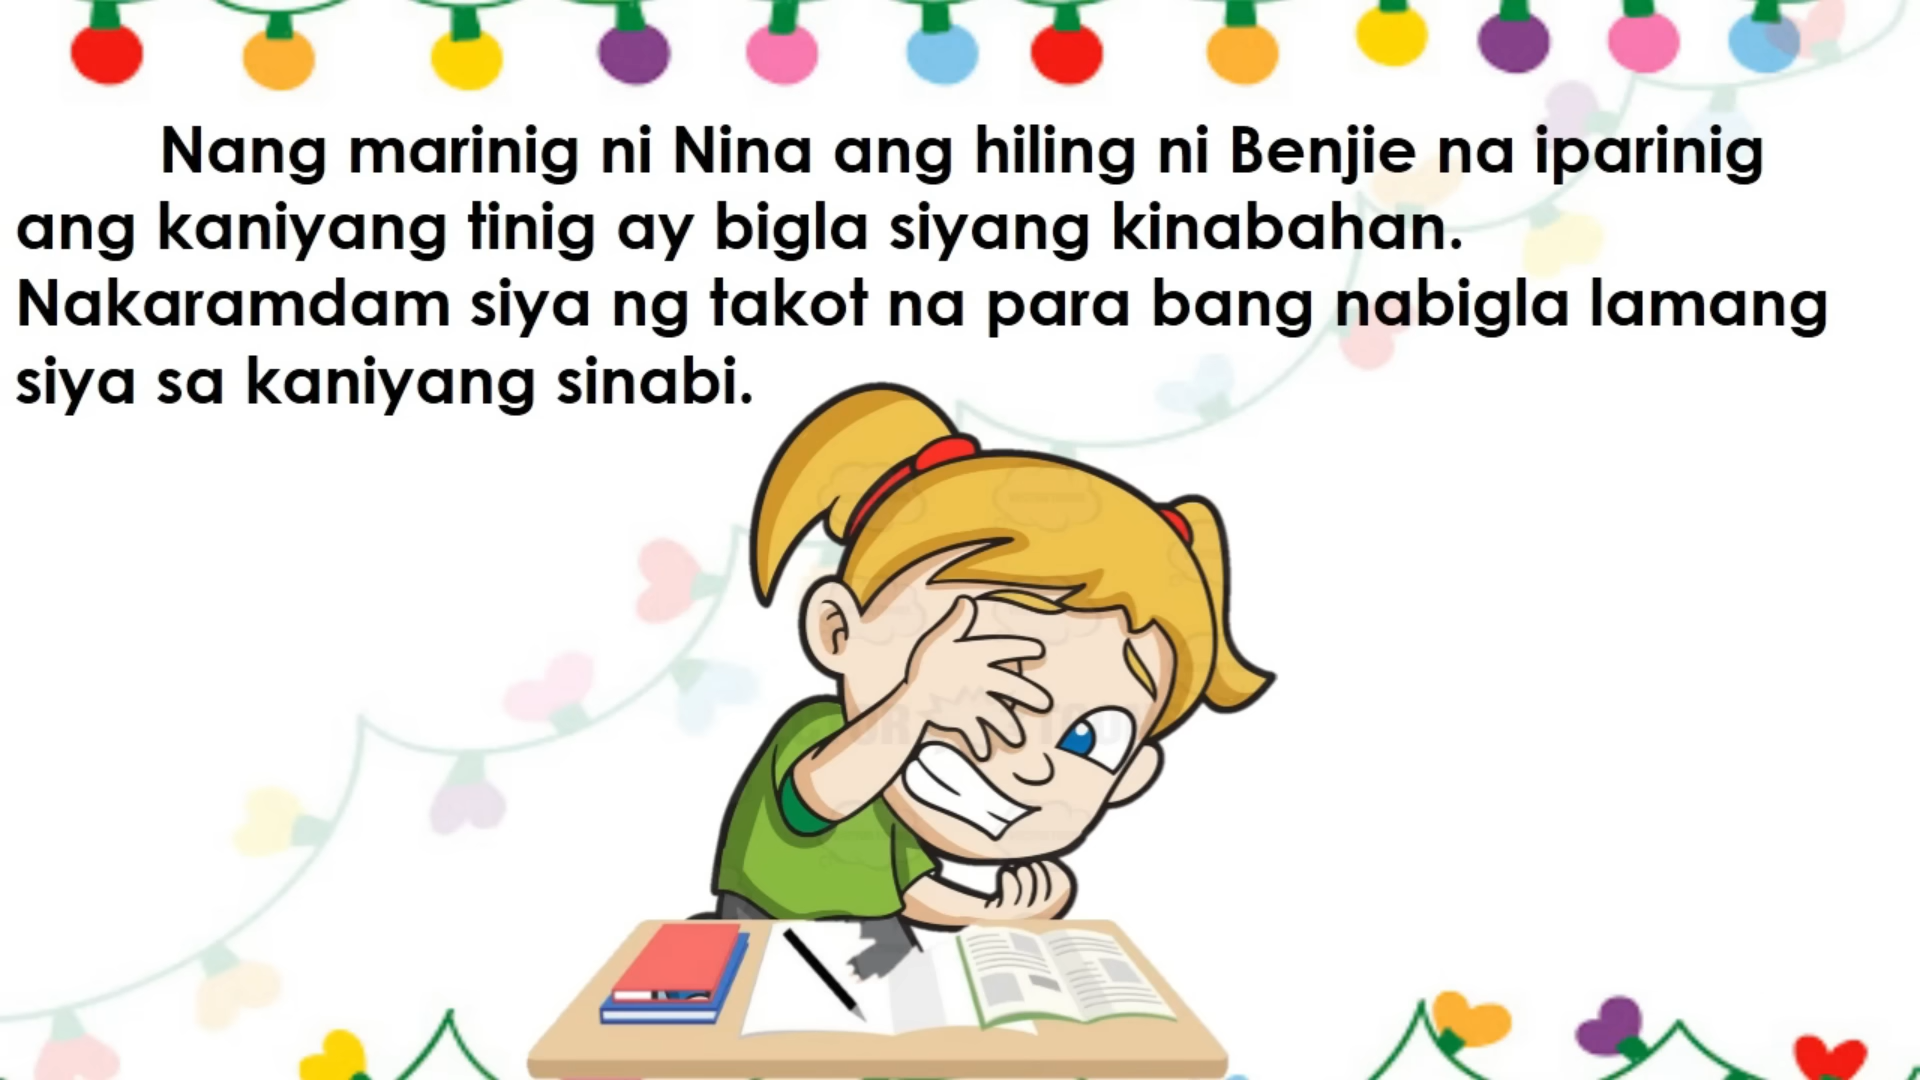 Nang marinig ni Nina ang hiling ni Benjie na iparinig
ang kaniyang tinig ay bigla siyang kinabahan.
Nakaramdam siya ng takot na para bang nabigla lamang
siya sa kaniyang sinabi.